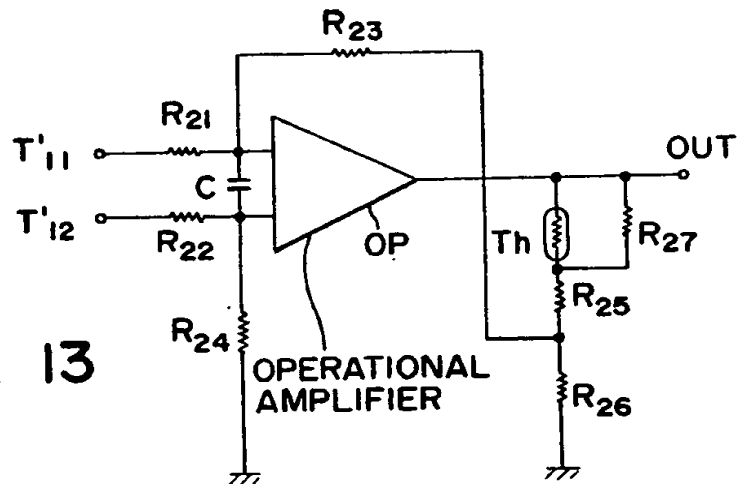 R23
R21
T'11
C
T'12
R22
OP
OUT
Th
R27
R25
R24
13
OPERATIONAL
AMPLIFIER
R26